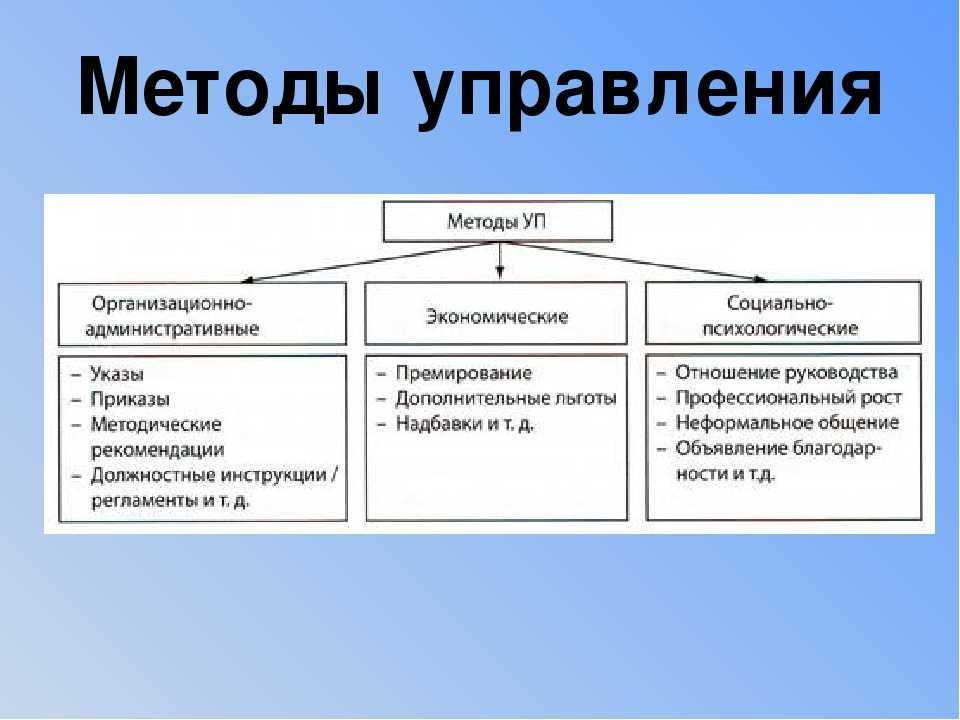 Методы управления
Методы УП
Организационно-
административные
Экономические
Социально-
психологические
– Указы
– Приказы
– Методические
рекомендации
– Должностные инструкции /
регламенты и т. д.
– Премирование
– Дополнительные льготы
– Надбавки и т. д.
– Отношение руководства
– Профессиональный рост
– Неформальное общение
– Объявление благодар-
ности и т.д.